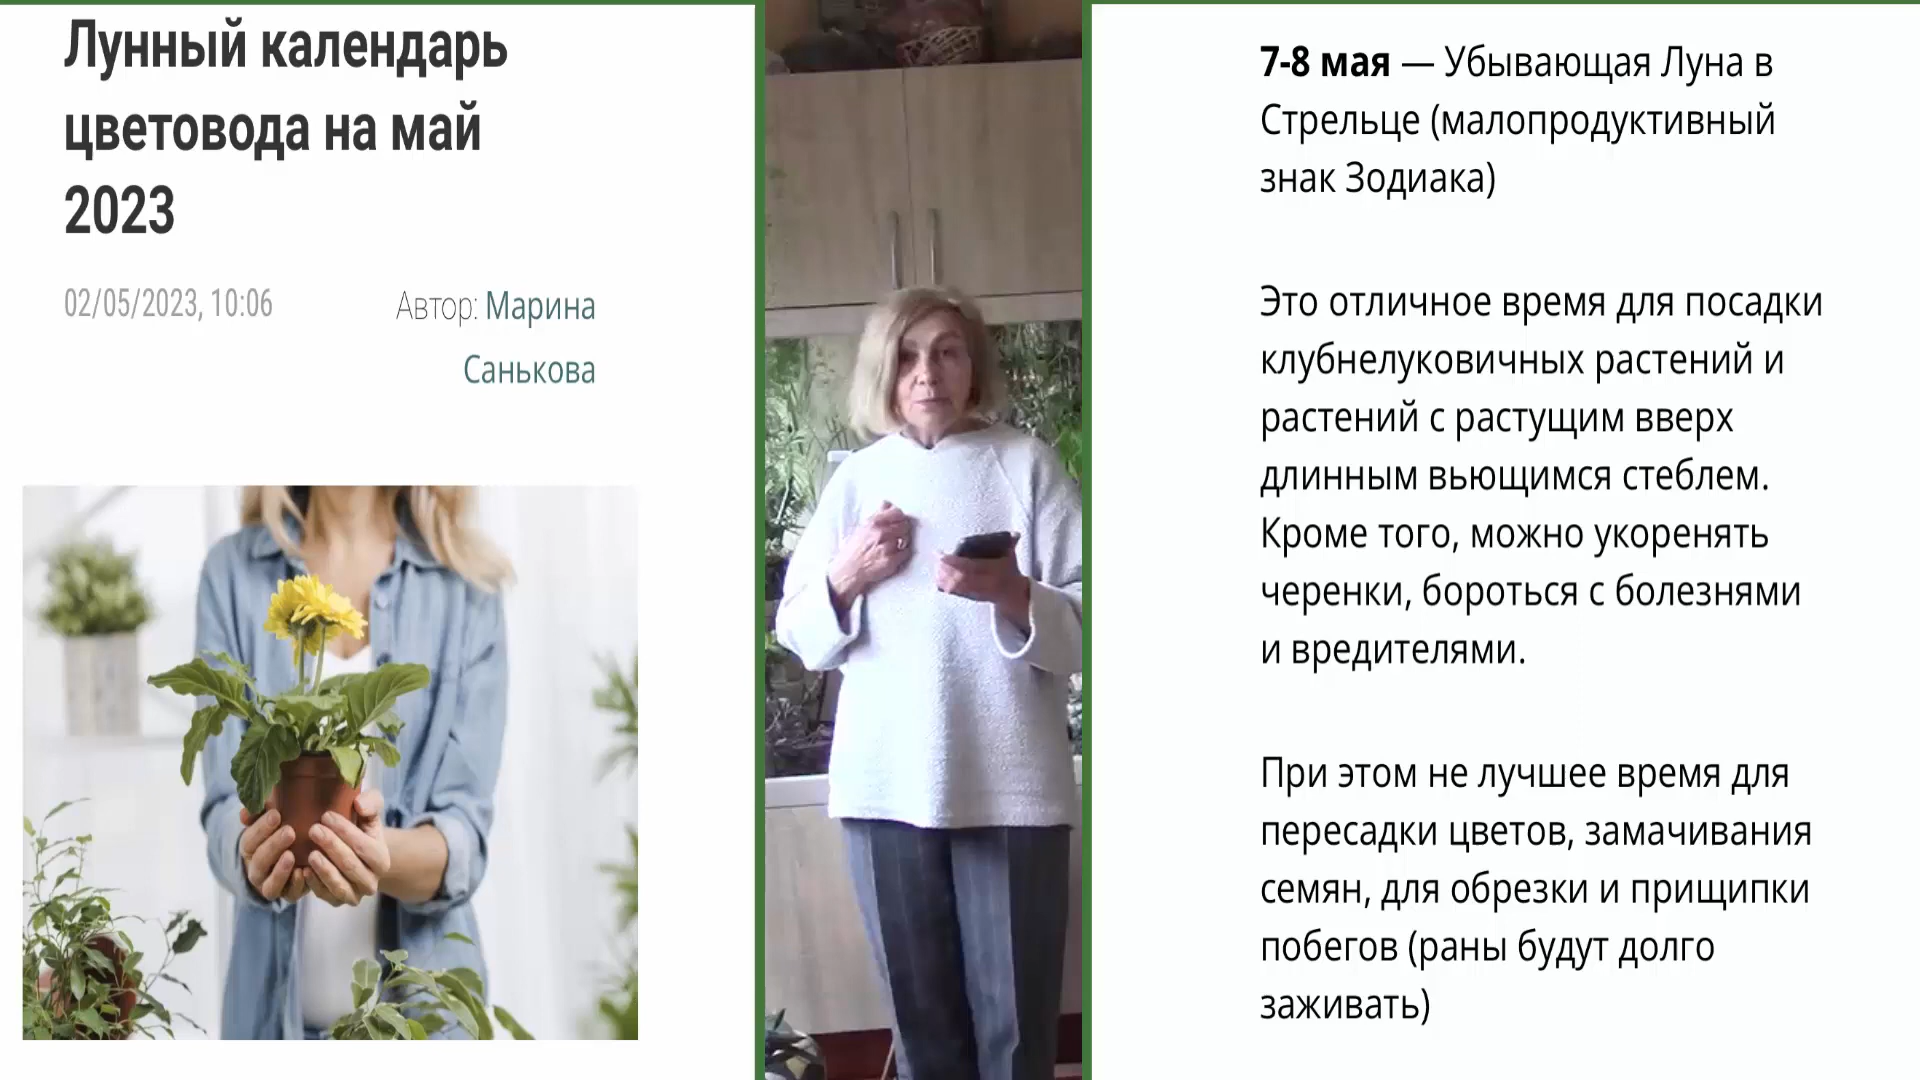 Лунный календарь
цветовода на май
2023
02/05/2023, 10:06
Автор: Марина
Санькова
7-8 мая — Убывающая Луна в
Стрельце (малопродуктивный
знак Зодиака)
Это отличное время для посадки
клубнелуковичных растений и
растений с растущим вверх
длинным вьющимся стеблем.
Кроме того, можно укоренять
черенки, бороться с болезнями
и вредителями.
При этом не лучшее время для
пересадки цветов, замачивания
семян, для обрезки и прищипки
побегов (раны будут долго
заживать)